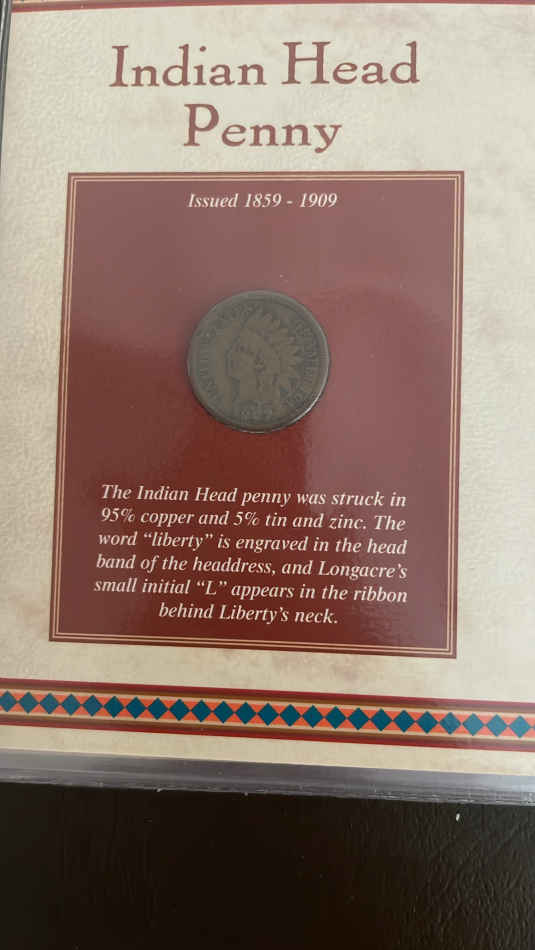 Indian Head
Penny
Issued 1859 - 1909
The Indian Head penny was struck in
95% copper and 5% tin and zinc. The
word “liberty” is engraved in the head
band of the headdress, and Longacre’s
small initial “L” appears in the ribbon
behind Liberty’s neck.